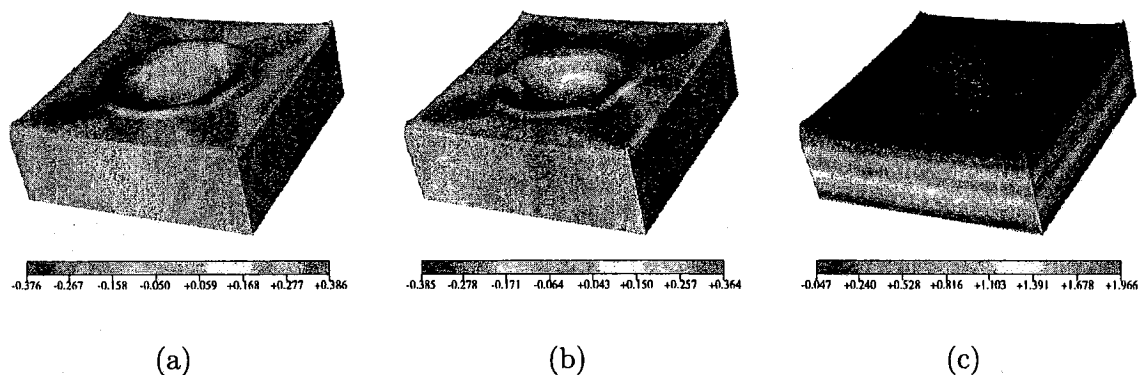 -0.376 -0.267 -0.158 -0.050 +0.059 +0.168 +0.277 +0.386
-0.385 -0.278 -0.171 -0.064 +0.043 +0.150 +0.257 +0.364
-0.047 +0.240 +0.528 +0.816 +1.103 +1.391 +1.678 +1.966
(a) (b) (c)